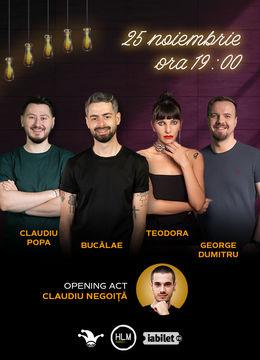 25 noiembrie
ora 19:00
CLAUDIU
POPA
BUCĂLAE
TEODORA
GEORGE
DUMITRU
OPENING ACT
CLAUDIU NEGOIȚĂ
HLM
iabilet